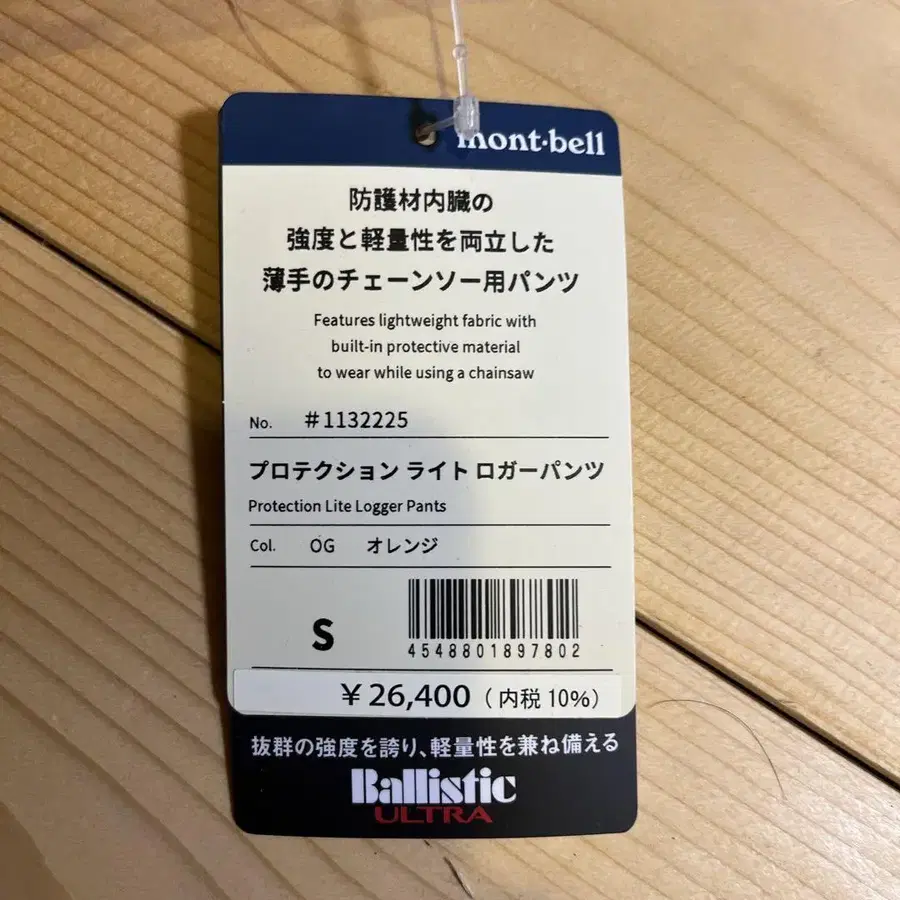 mont-bell
防護材内臓の
強度と軽量性を両立した
薄手のチェーンソー用パンツ
Features lightweight fabric with
built-in protective material
to wear while using a chainsaw
No. #1132225
プロテクション ライト ロガーパンツ
Protection Lite Logger Pants
Col. OG オレンジ
S
4548801897802
¥26,400 (内税 10%)
抜群の強度を誇り、軽量性を兼ね備える
Ballistic
ULTRA